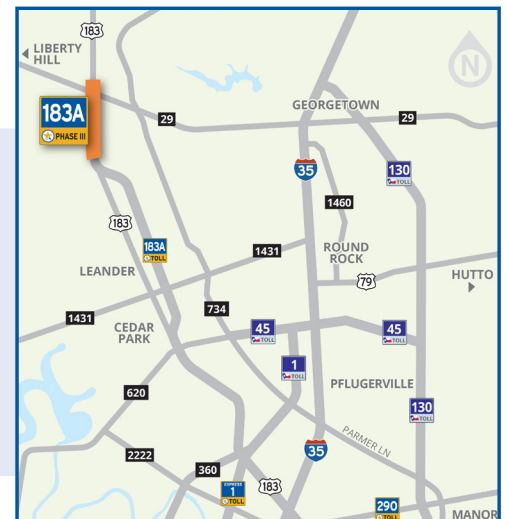 183
LIBERTY
HILL
N
183A
PHASE III
GEORGETOWN
29
29
35
130
TOLL
1460
183
183A
TOLL
1431
ROUND
ROCK
LEANDER
79
HUTTO
734
1431
CEDAR
PARK
45
TOLL
45
TOLL
1
TOLL
PFLUGERVILLE
620
130
TOLL
PARMER LN
2222
35
360
EXPRESS
1
TOLL
183
290
TOLL
MANOR